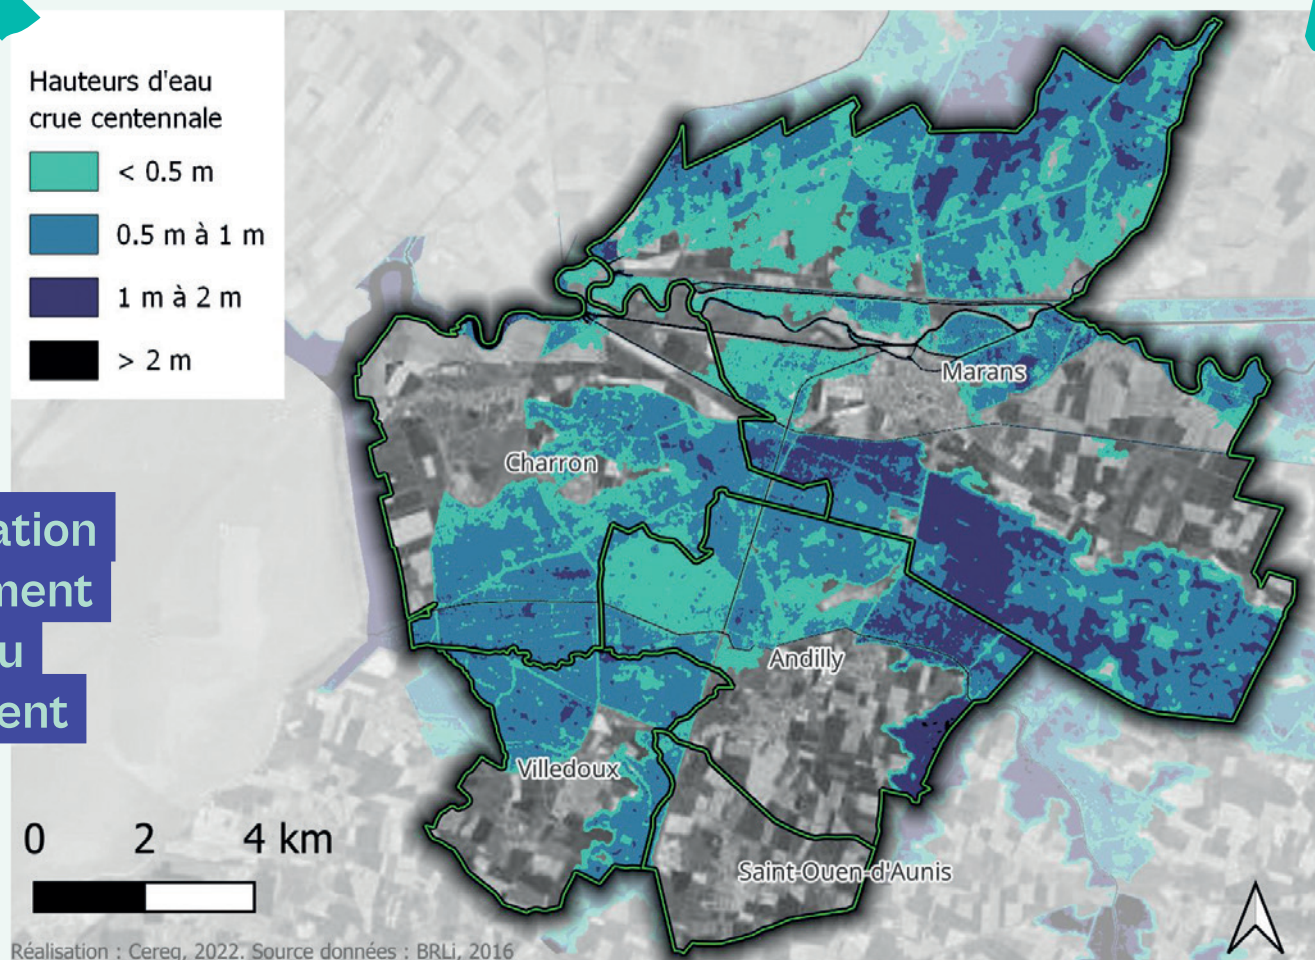 Hauteurs d'eau
crue centennale
< 0.5 m
0.5 m à 1 m
1 m à 2 m
> 2 m
Marans
Charron
ation
ment
u
ent
Andilly
Villedoux
Saint-Ouen-d'Aunis
0 2 4 km
Réalisation : Cereg, 2022. Source données : BRLi, 2016